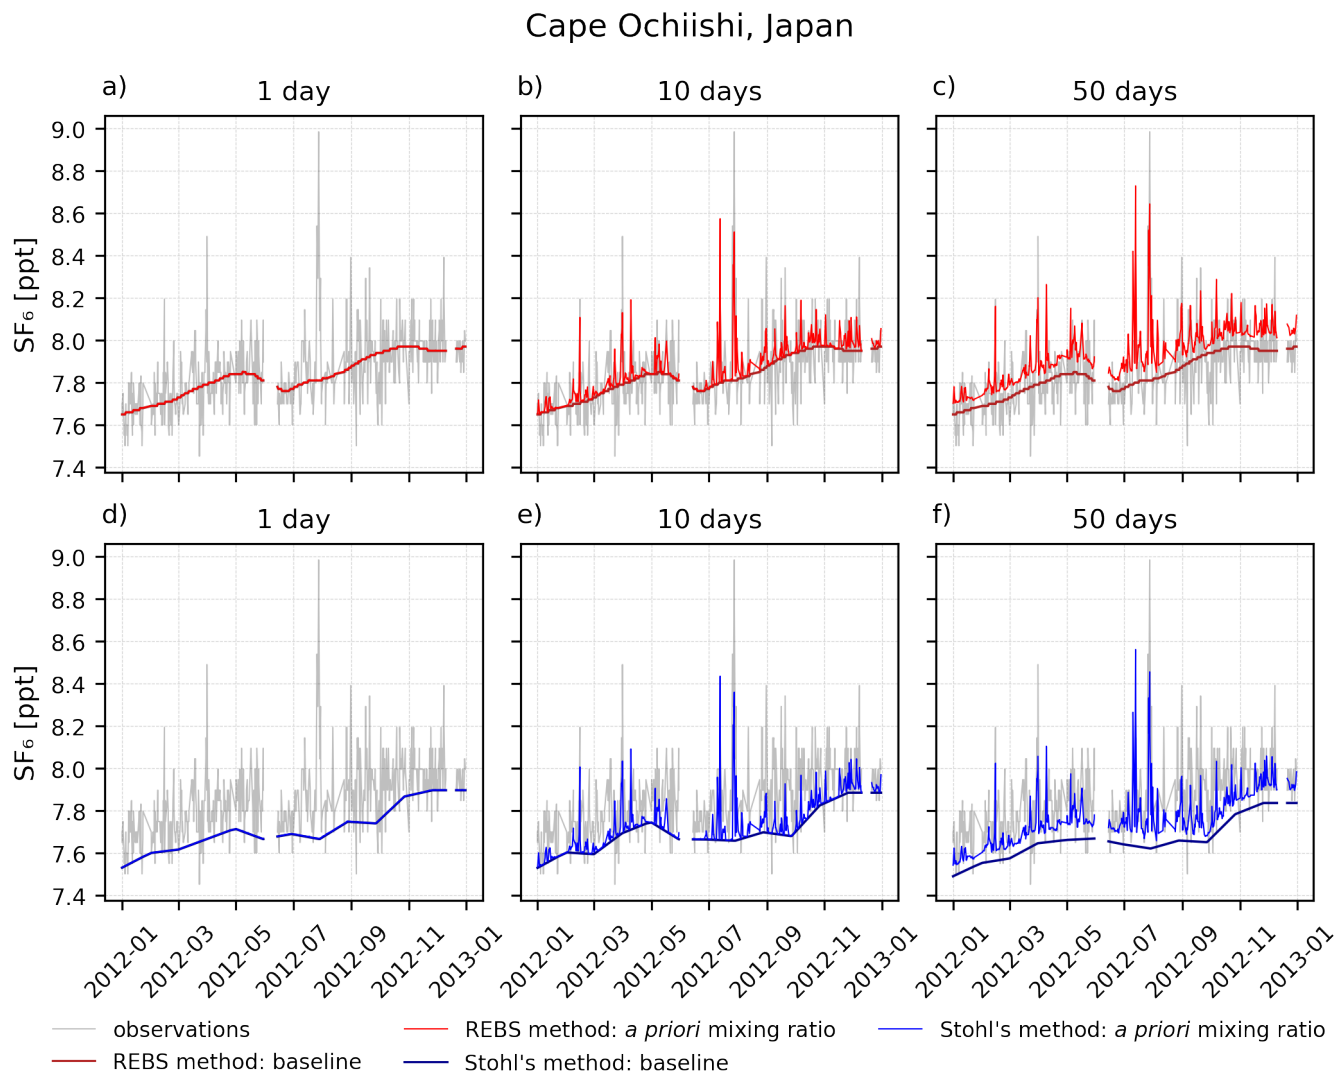 Cape Ochiishi, Japan
a) 1 day
b) 10 days
c) 50 days
SF₆ [ppt]
9.0
8.8
8.6
8.4
8.2
8.0
7.8
7.6
7.4
d) 1 day
e) 10 days
f) 50 days
SF₆ [ppt]
9.0
8.8
8.6
8.4
8.2
8.0
7.8
7.6
7.4
2012-01 2012-03 2012-05 2012-07 2012-09 2012-11 2013-01
2012-01 2012-03 2012-05 2012-07 2012-09 2012-11 2013-01
2012-01 2012-03 2012-05 2012-07 2012-09 2012-11 2013-01
observations
REBS method: a priori mixing ratio
Stohl's method: a priori mixing ratio
REBS method: baseline
Stohl's method: baseline